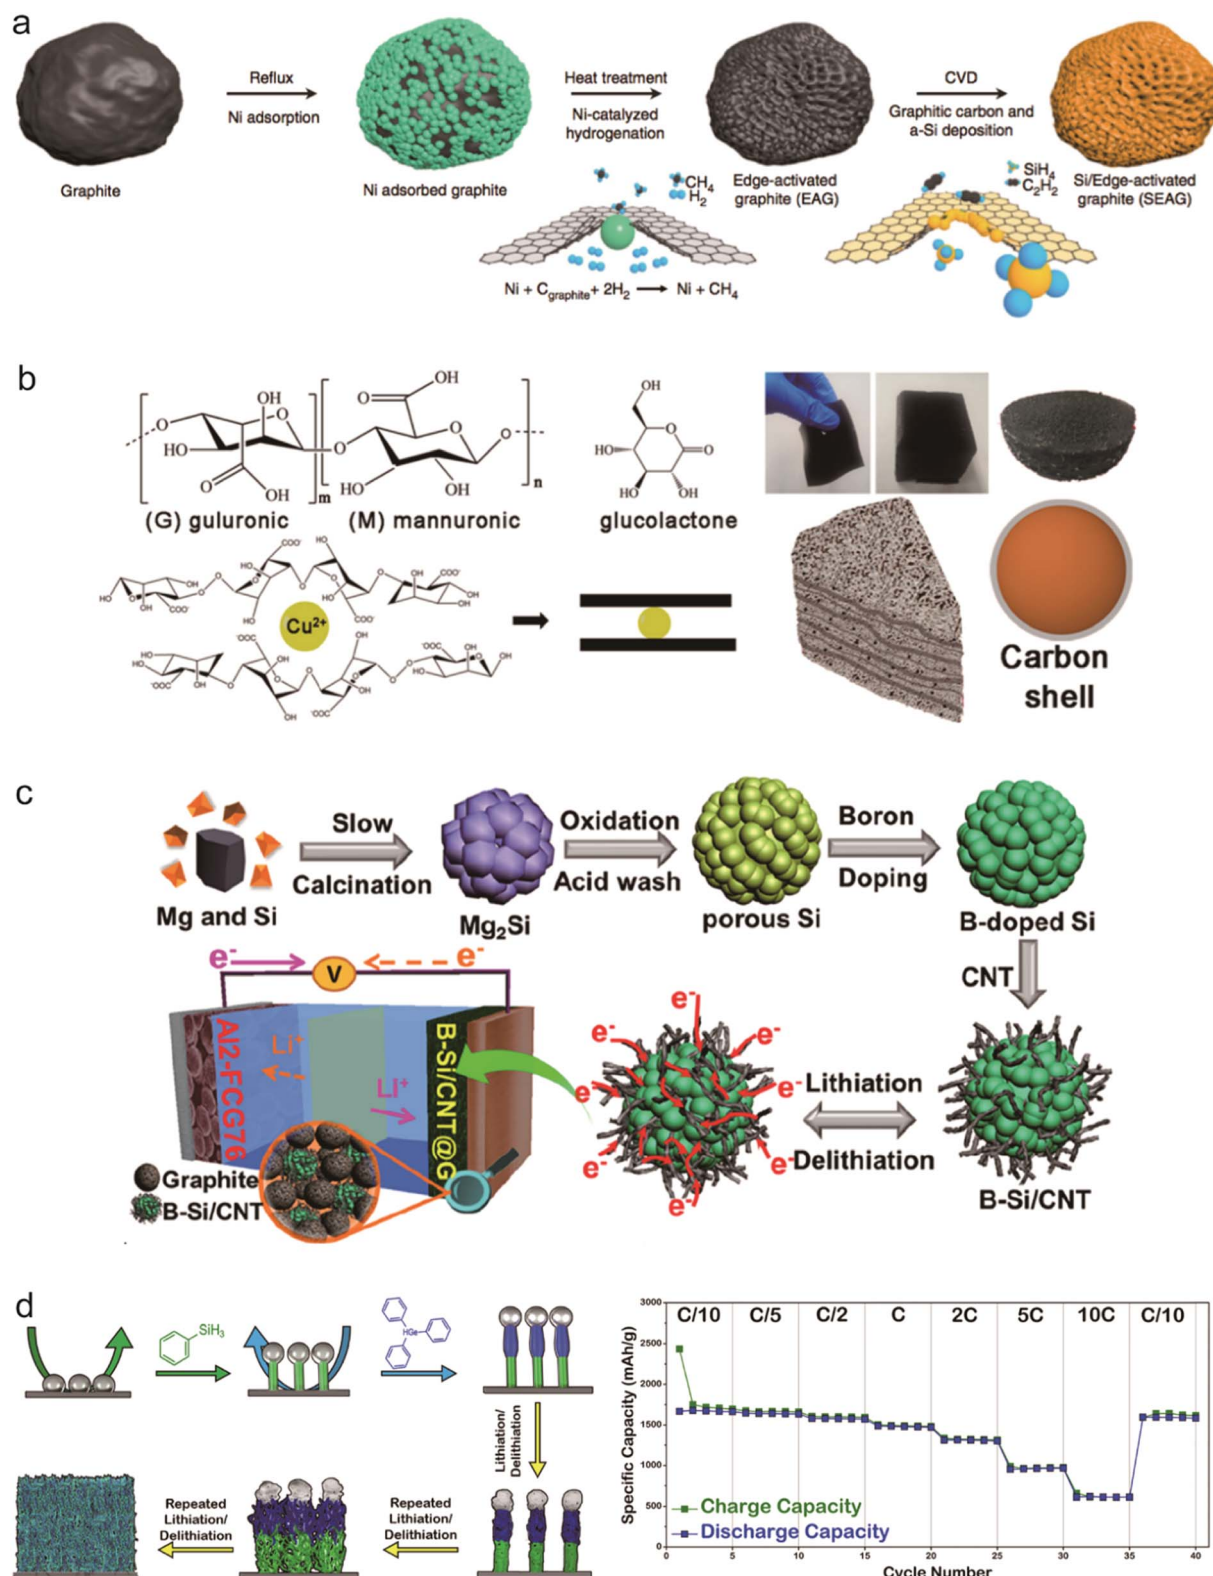 a
Reflux
Ni adsorption
Heat treatment
Ni-catalyzed
hydrogenation
CVD
Graphitic carbon and
a-Si deposition
Graphite
Ni adsorbed graphite
CH4
H2
Edge-activated
graphite (EAG)
SiH4
C2H2
Si/Edge-activated
graphite (SEAG)
Ni + Cgraphite + 2H2 → Ni + CH4
b
OH
O
OH
HO
O
OH
m
O
OH
O
O
HO
OH
n
OH
HO
O
HO
O
HO
OH
(G) guluronic
(M) mannuronic
glucolactone
Cu2+
Carbon
shell
c
Mg and Si
Slow
Calcination
Mg2Si
Oxidation
Acid wash
porous Si
Boron
Doping
B-doped Si
CNT
B-Si/CNT
Lithiation
Delithiation
e-
e-
e-
e-
e-
e-
e-
e-
e-
e-
V
Al2-FCG76
Li+
LI+
B-Si/CNT@G
Graphite
B-Si/CNT
d
SiH3
HGe
Lithiation/
Delithiation
Repeated
Lithiation/
Delithiation
Repeated
Lithiation/
Delithiation
Specific Capacity (mAh/g)
3000
2500
2000
1500
1000
500
0
C/10 C/5 C/2 C 2C 5C 10C C/10
Charge Capacity
Discharge Capacity
0 5 10 15 20 25 30 35 40
Cycle Number